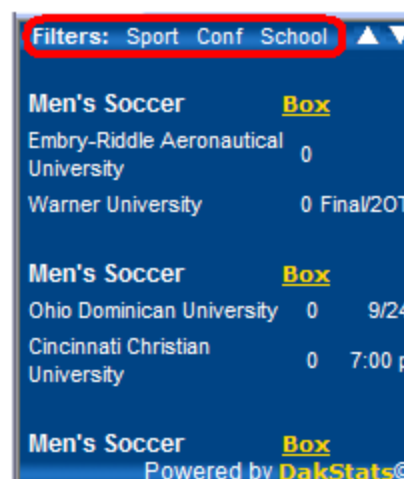 Filters: Sport Conf School ▲ ▼
Men's Soccer Box
Embry-Riddle Aeronautical
University 0
Warner University 0 Final/2OT
Men's Soccer Box
Ohio Dominican University 0 9/24
Cincinnati Christian
University 0 7:00 p
Men's Soccer Box
Powered by DakStats©